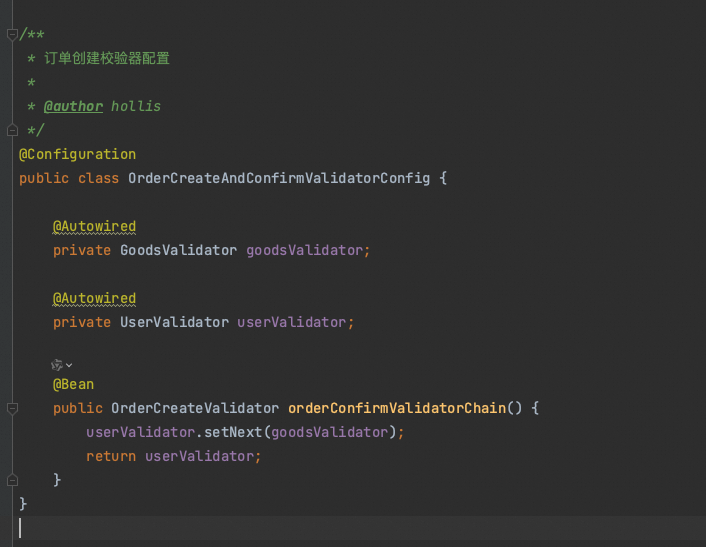 /**
 * 订单创建校验器配置
 *
 * @author hollis
 */
@Configuration
public class OrderCreateAndConfirmValidatorConfig {
    @Autowired
    private GoodsValidator goodsValidator;
    @Autowired
    private UserValidator userValidator;
    @Bean
    public OrderCreateValidator orderConfirmValidatorChain() {
        userValidator.setNext(goodsValidator);
        return userValidator;
    }
}